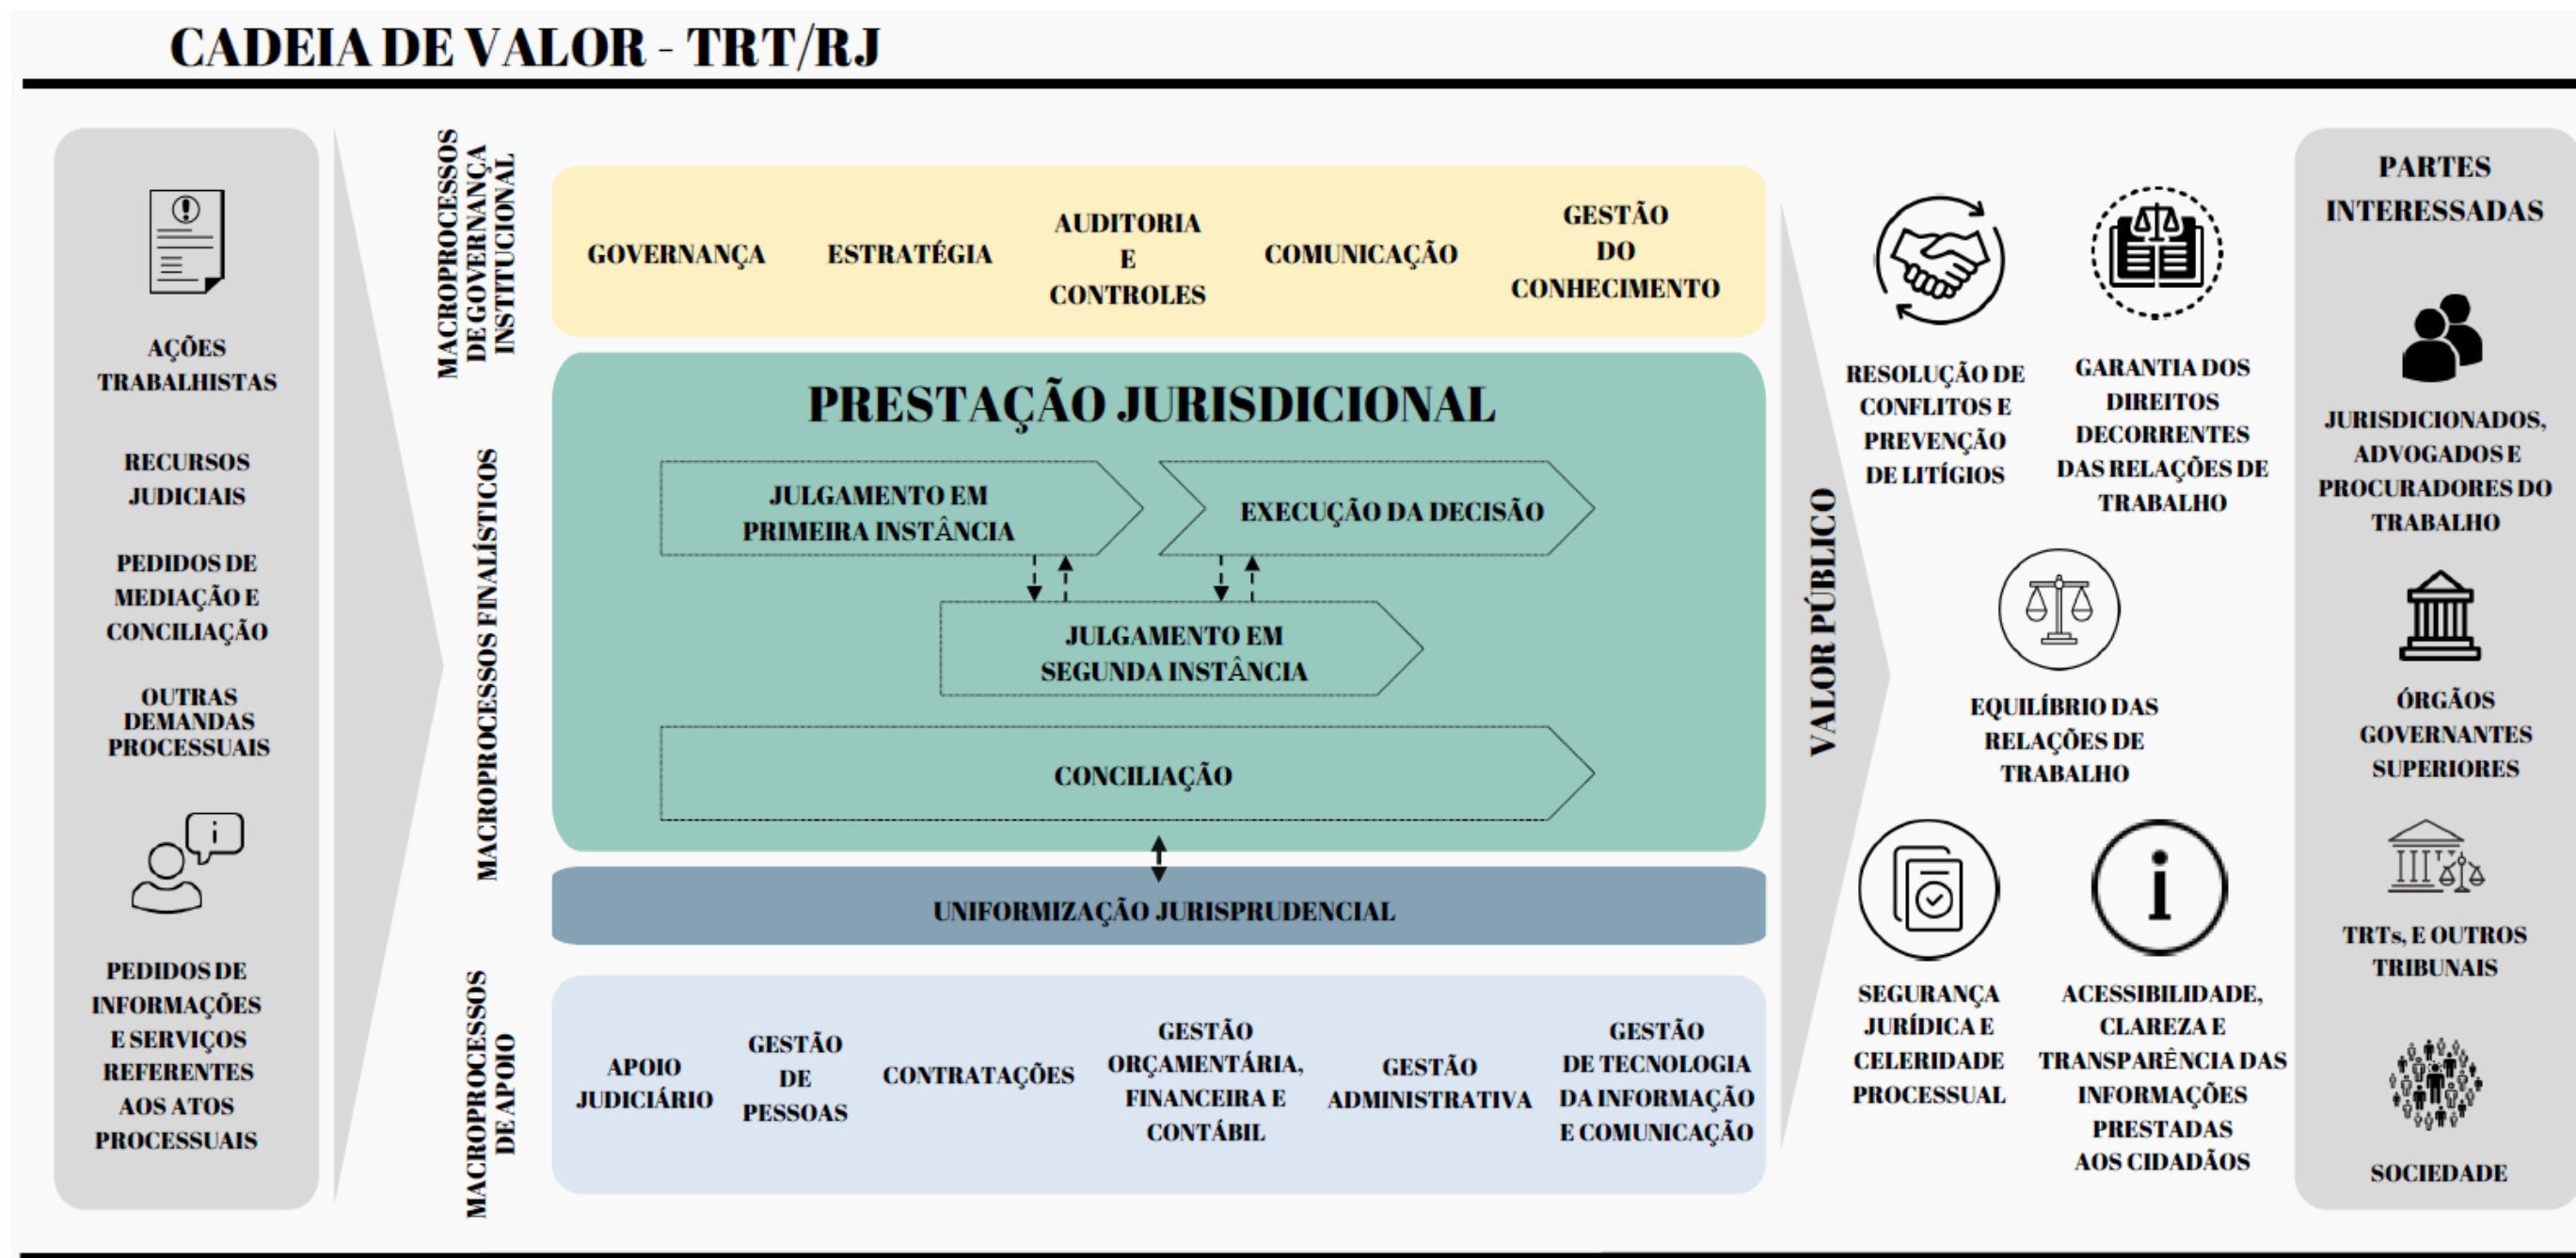 CADEIA DE VALOR - TRT/RJ
AÇÕES
TRABALHISTAS
RECURSOS
JUDICIAIS
PEDIDOS DE
MEDIAÇÃO E
CONCILIAÇÃO
OUTRAS
DEMANDAS
PROCESSUAIS
i
PEDIDOS DE
INFORMAÇÕES
E SERVIÇOS
REFERENTES
AOS ATOS
PROCESSUAIS
MACROPROCESSOS
DE GOVERNANÇA
INSTITUCIONAL
GOVERNANÇA
ESTRATÉGIA
AUDITORIA
E
CONTROLES
COMUNICAÇÃO
GESTÃO
DO
CONHECIMENTO
MACROPROCESSOS FINALÍSTICOS
PRESTAÇÃO JURISDICIONAL
JULGAMENTO EM
PRIMEIRA INSTÂNCIA
EXECUÇÃO DA DECISÃO
JULGAMENTO EM
SEGUNDA INSTÂNCIA
CONCILIAÇÃO
UNIFORMIZAÇÃO JURISPRUDENCIAL
MACROPROCESSOS
DE APOIO
APOIO
JUDICIÁRIO
GESTÃO
DE
PESSOAS
CONTRATAÇÕES
GESTÃO
ORÇAMENTÁRIA,
FINANCEIRA E
CONTÁBIL
GESTÃO
ADMINISTRATIVA
GESTÃO
DE TECNOLOGIA
DA INFORMAÇÃO
E COMUNICAÇÃO
VALOR PÚBLICO
RESOLUÇÃO DE
CONFLITOS E
PREVENÇÃO
DE LITÍGIOS
GARANTIA DOS
DIREITOS
DECORRENTES
DAS RELAÇÕES DE
TRABALHO
EQUILÍBRIO DAS
RELAÇÕES DE
TRABALHO
SEGURANÇA
JURÍDICA E
CELERIDADE
PROCESSUAL
i
ACESSIBILIDADE,
CLAREZA E
TRANSPARÊNCIA DAS
INFORMAÇÕES
PRESTADAS
AOS CIDADÃOS
PARTES
INTERESSADAS
JURISDICIONADOS,
ADVOGADOS E
PROCURADORES DO
TRABALHO
ÓRGÃOS
GOVERNANTES
SUPERIORES
TRTs, E OUTROS
TRIBUNAIS
SOCIEDADE